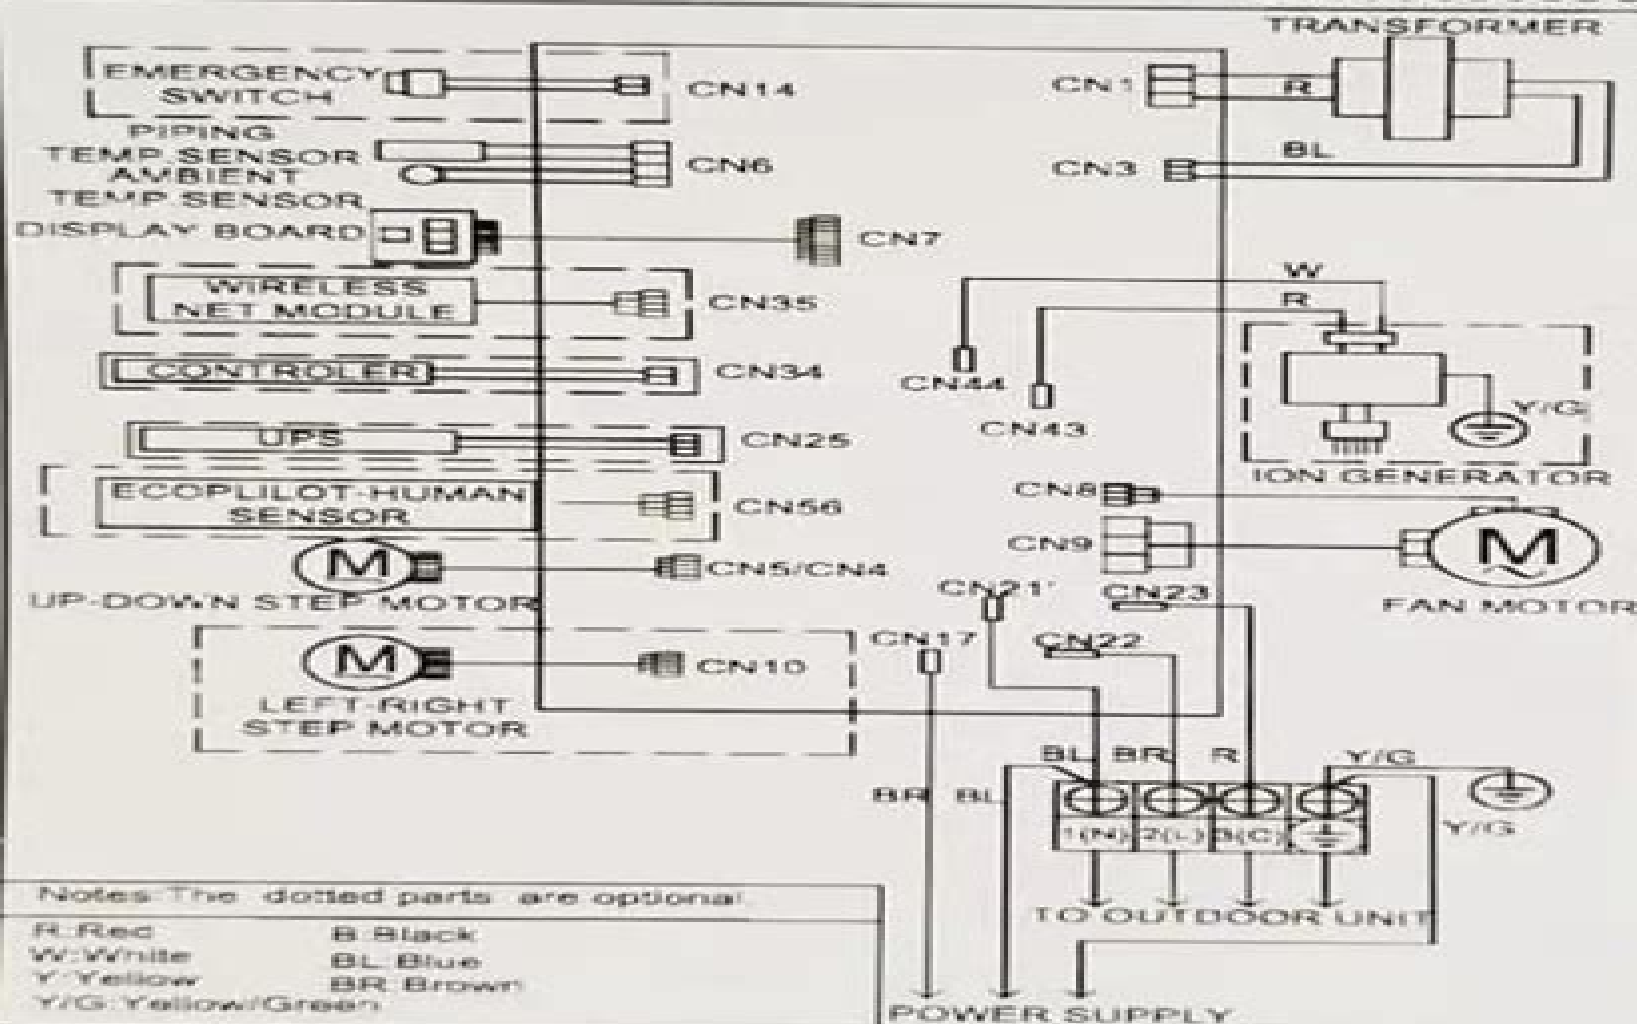 TRANSFORMER
EMERGENCY
SWITCH
CN14
CN1
R
PIPING
TEMP.SENSOR
AMBIENT
TEMP.SENSOR
CN6
BL
CN3
DISPLAY BOARD
CN7
WIRELESS
NET MODULE
CN35
W
R
CONTROLER
CN34
CN44
CN43
Y/G
UPS
CN25
ION GENERATOR
ECOPLILOT-HUMAN
SENSOR
CN56
CN8
CN9
M
FAN MOTOR
M
CN5/CN4
UP-DOWN STEP MOTOR
CN21
CN23
CN17
CN22
M
CN10
LEFT-RIGHT
STEP MOTOR
BL BR R Y/G
BR BL
1(N) 2(L) 3(C)
Y/G
TO OUTDOOR UNIT
POWER SUPPLY
Notes:The dotted parts are optional
R:Red B:Black
W:White BL:Blue
Y:Yellow BR:Brown
Y/G:Yellow/Green